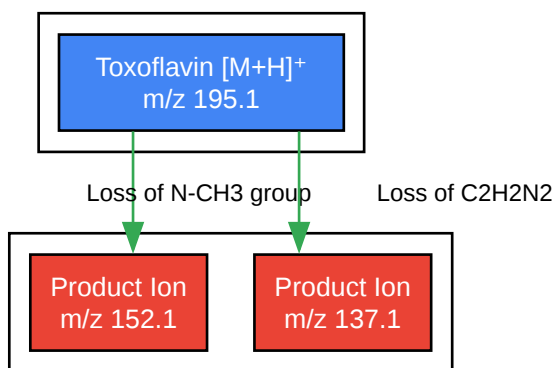 Toxoflavin [M+H]⁺
m/z 195.1
Loss of N-CH3 group
Loss of C2H2N2
Product Ion
m/z 152.1
Product Ion
m/z 137.1